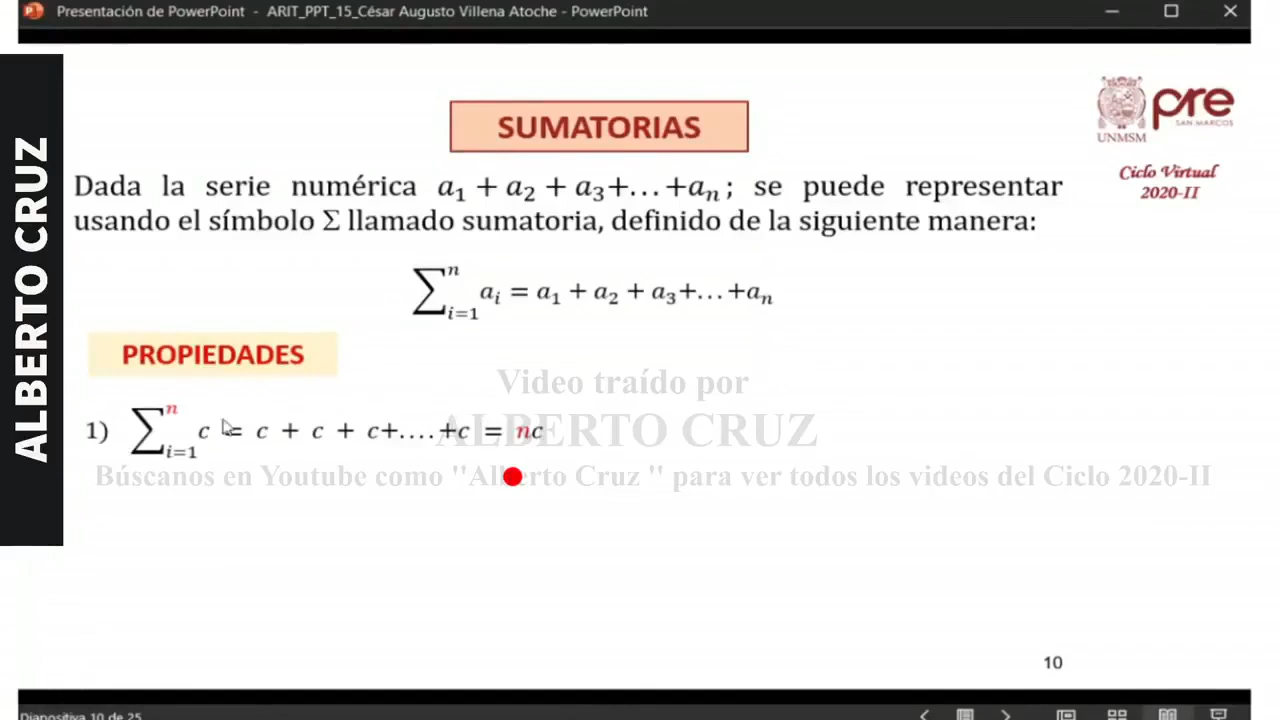 Presentación de PowerPoint - ARIT_PPT_15_César Augusto Villena Atoche - PowerPoint
ALBERTO CRUZ
SUMATORIAS
UNMSM
pre
SAN MARCOS
Ciclo Virtual
2020-II
Dada la serie numérica a₁ + a₂ + a₃+...+aₙ; se puede representar
usando el símbolo Σ llamado sumatoria, definido de la siguiente manera:
∑ⁿᵢ₌₁ aᵢ = a₁ + a₂ + a₃+...+aₙ
PROPIEDADES
Video traído por
1) ∑ⁿᵢ₌₁ c = c + c + c+....+c = nc
ALBERTO CRUZ
Búscanos en Youtube como "Alberto Cruz " para ver todos los videos del Ciclo 2020-II
10
Diapositiva 10 de 25